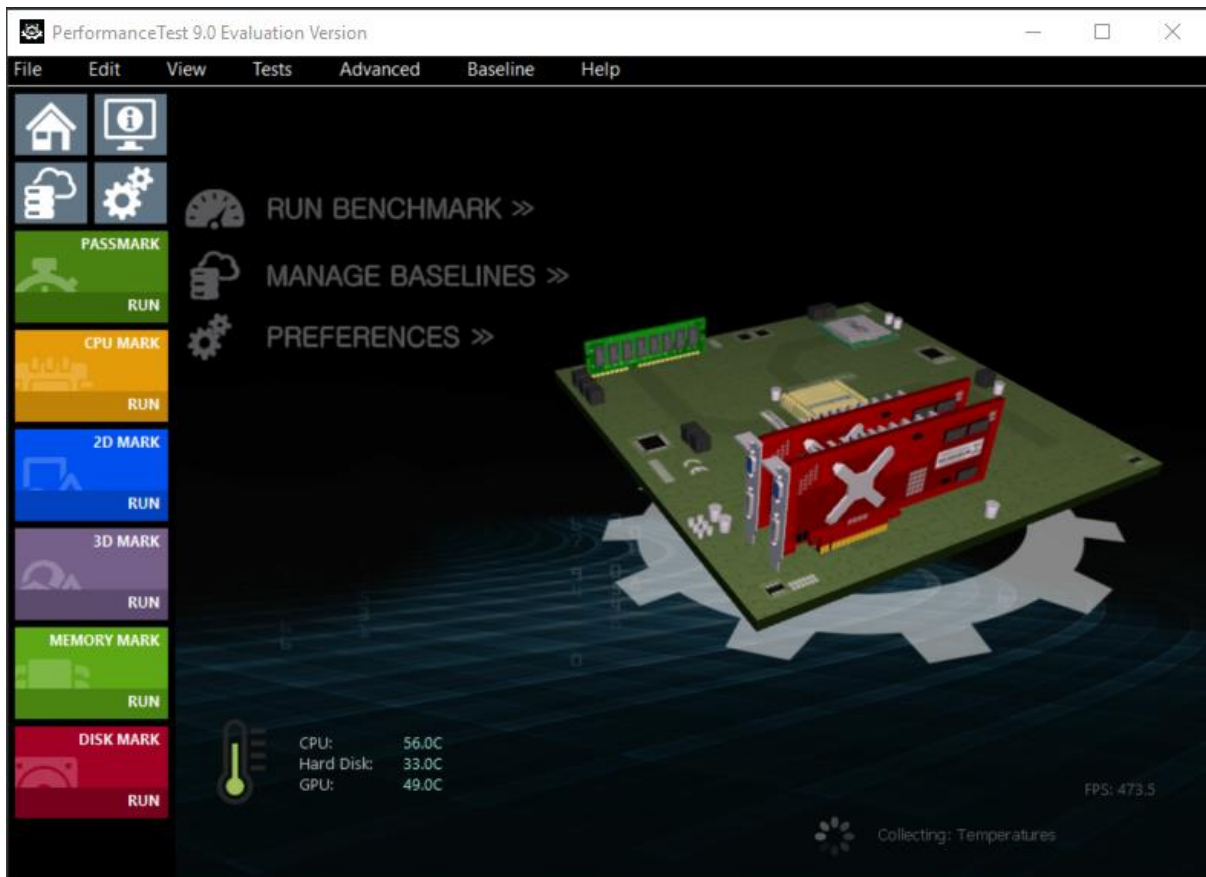 PerformanceTest 9.0 Evaluation Version
File Edit View Tests Advanced Baseline Help
RUN BENCHMARK »
MANAGE BASELINES »
PREFERENCES »
PASSMARK
RUN
CPU MARK
RUN
2D MARK
RUN
3D MARK
RUN
MEMORY MARK
RUN
DISK MARK
RUN
CPU: 56.0C
Hard Disk: 33.0C
GPU: 49.0C
FPS: 473.5
Collecting: Temperatures